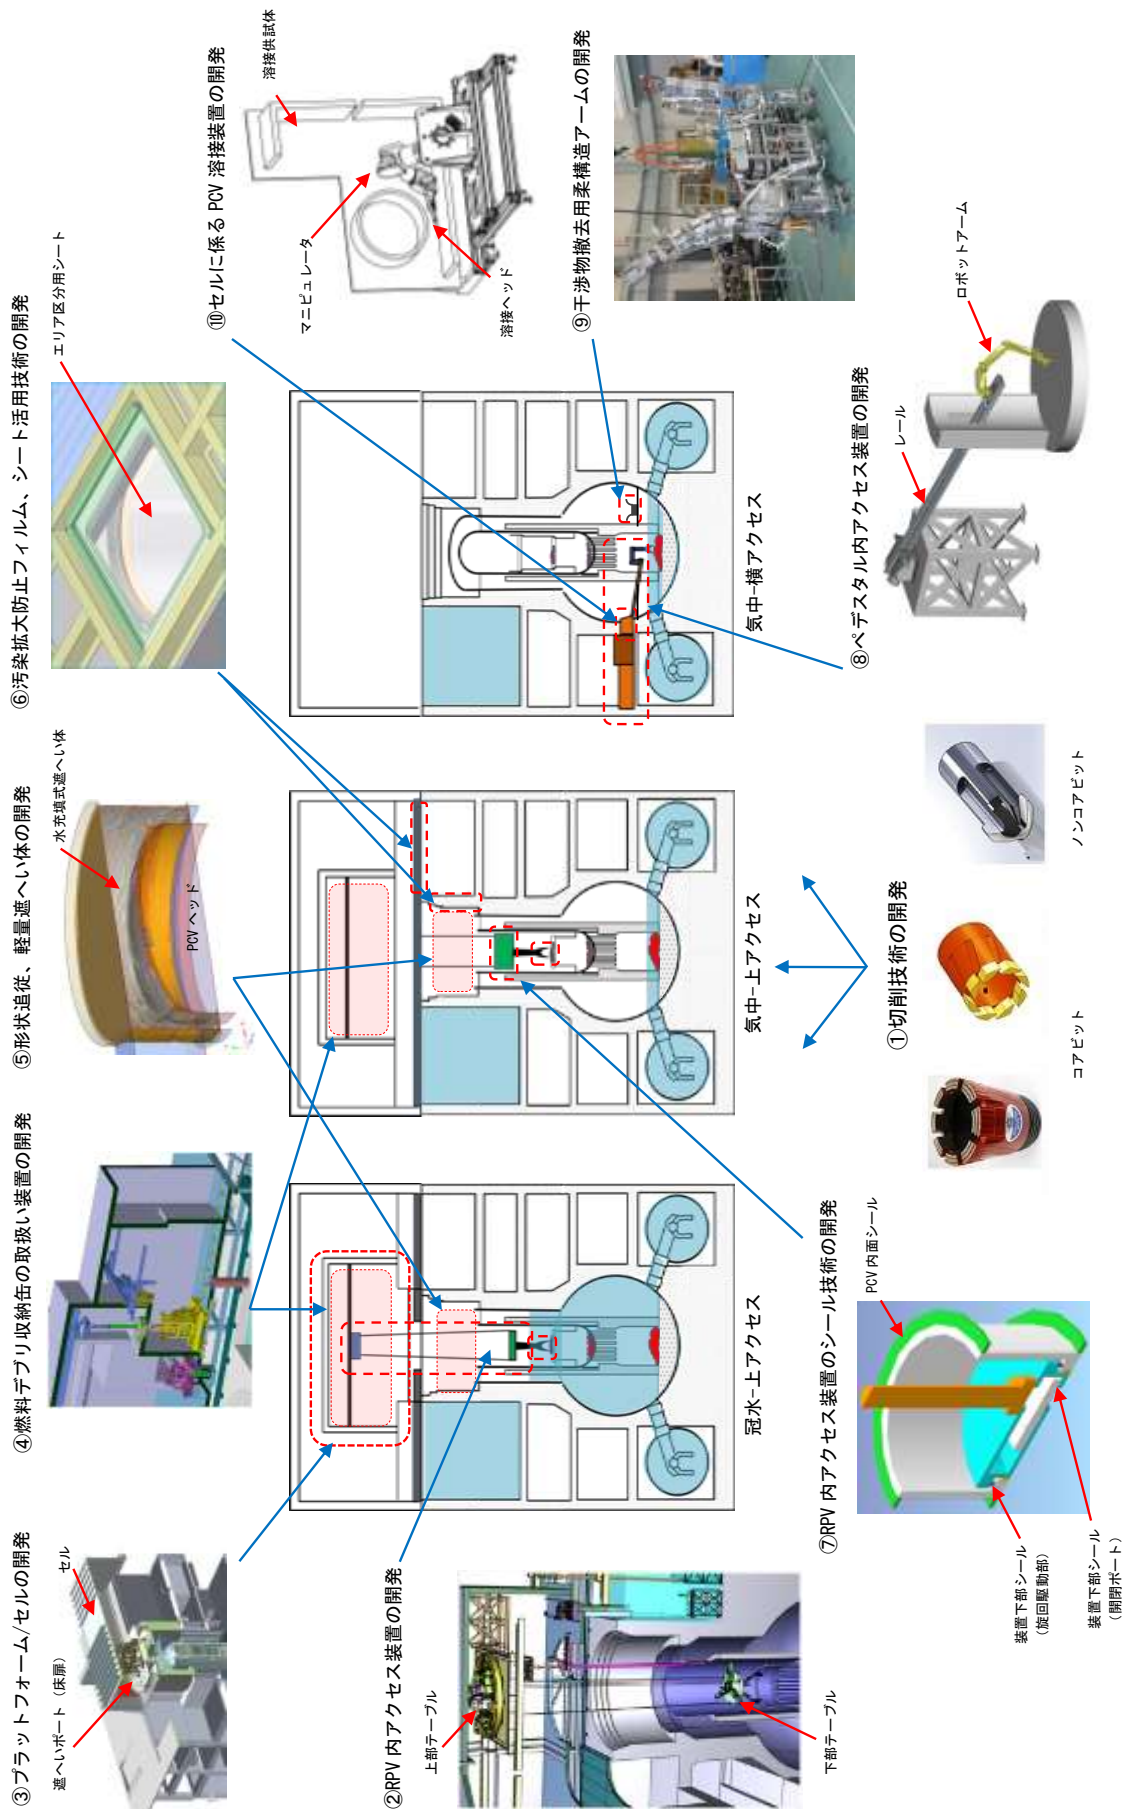 ③プラットフォーム/セルの開発
セル
遮へいポート（床扉）
④燃料デブリ収納缶の取扱い装置の開発
⑤形状追従、軽量遮へい体の開発
水充填式遮へい体
PCVヘッド
⑥汚染拡大防止フィルム、シート活用技術の開発
エリア区分用シート
⑩セルに係る PCV 溶接装置の開発
溶接供試体
マニピュレータ
溶接ヘッド
②RPV 内アクセス装置の開発
上部テーブル
下部テーブル
冠水-上アクセス
気中-上アクセス
気中-横アクセス
⑨干渉物撤去用柔構造アームの開発
⑦RPV 内アクセス装置のシール技術の開発
PCV 内面シール
装置下部シール
（旋回駆動部）
装置下部シール
（開閉ポート）
①切削技術の開発
コアビット
ノンコアビット
⑧ペデスタル内アクセス装置の開発
レール
ロボットアーム